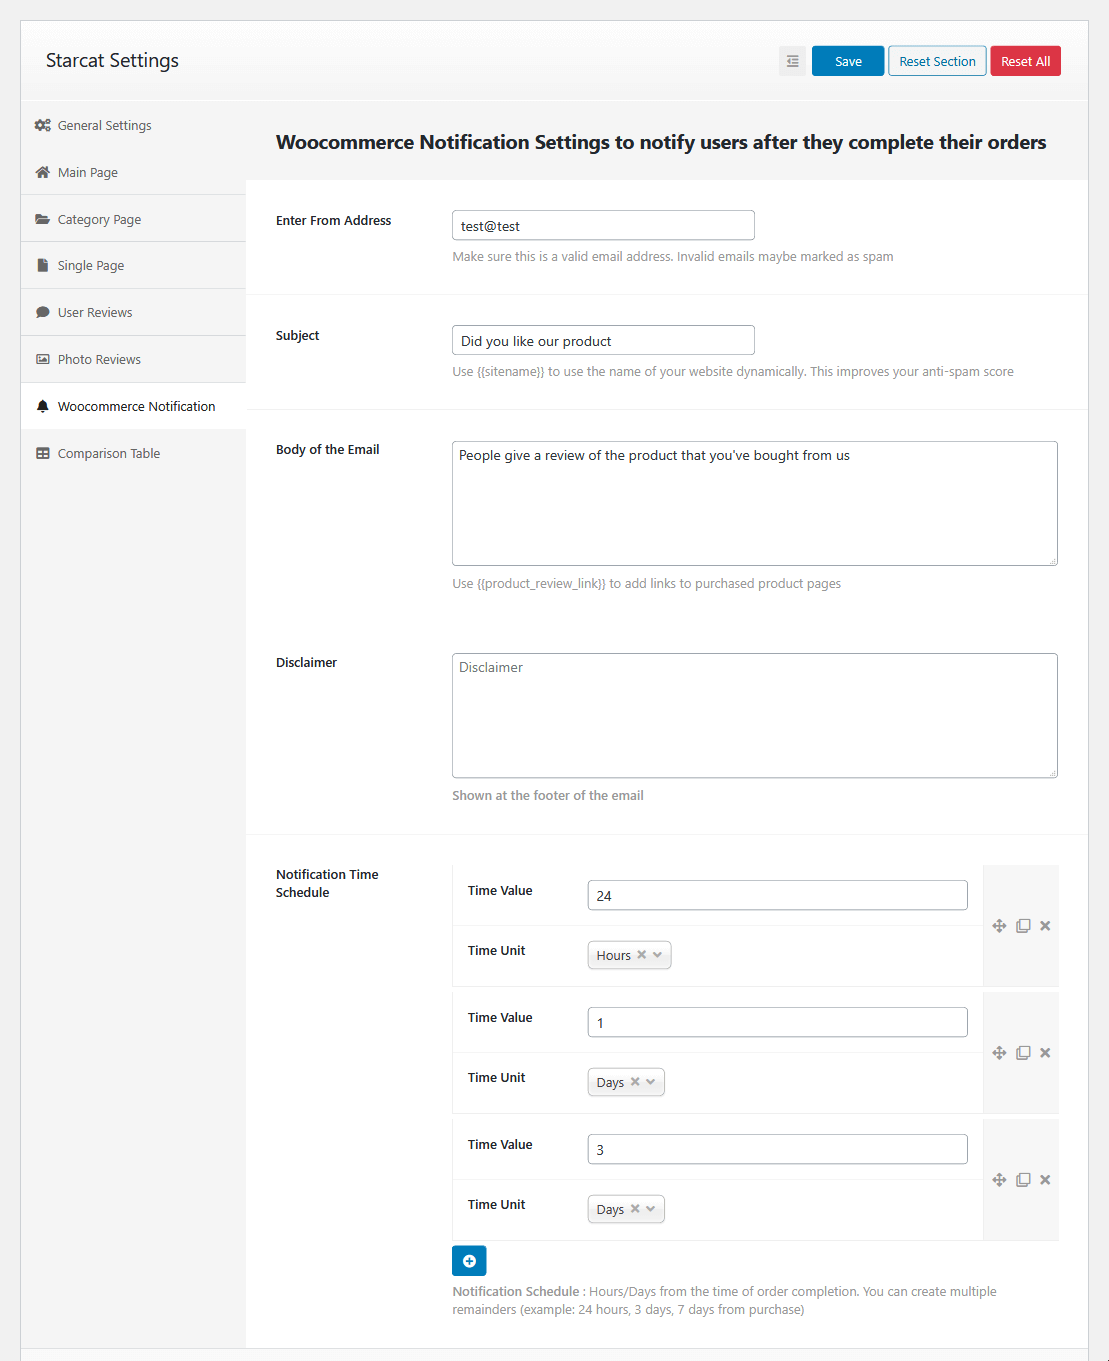 Starcat Settings
Save
Reset Section
Reset All
General Settings
Main Page
Category Page
Single Page
User Reviews
Photo Reviews
Woocommerce Notification
Comparison Table
Woocommerce Notification Settings to notify users after they complete their orders
Enter From Address
test@test
Make sure this is a valid email address. Invalid emails maybe marked as spam
Subject
Did you like our product
Use {{sitename}} to use the name of your website dynamically. This improves your anti-spam score
Body of the Email
People give a review of the product that you've bought from us
Use {{product_review_link}} to add links to purchased product pages
Disclaimer
Disclaimer
Shown at the footer of the email
Notification Time
Schedule
Time Value
24
Time Unit
Hours
Time Value
1
Time Unit
Days
Time Value
3
Time Unit
Days
Notification Schedule : Hours/Days from the time of order completion. You can create multiple
remainders (example: 24 hours, 3 days, 7 days from purchase)